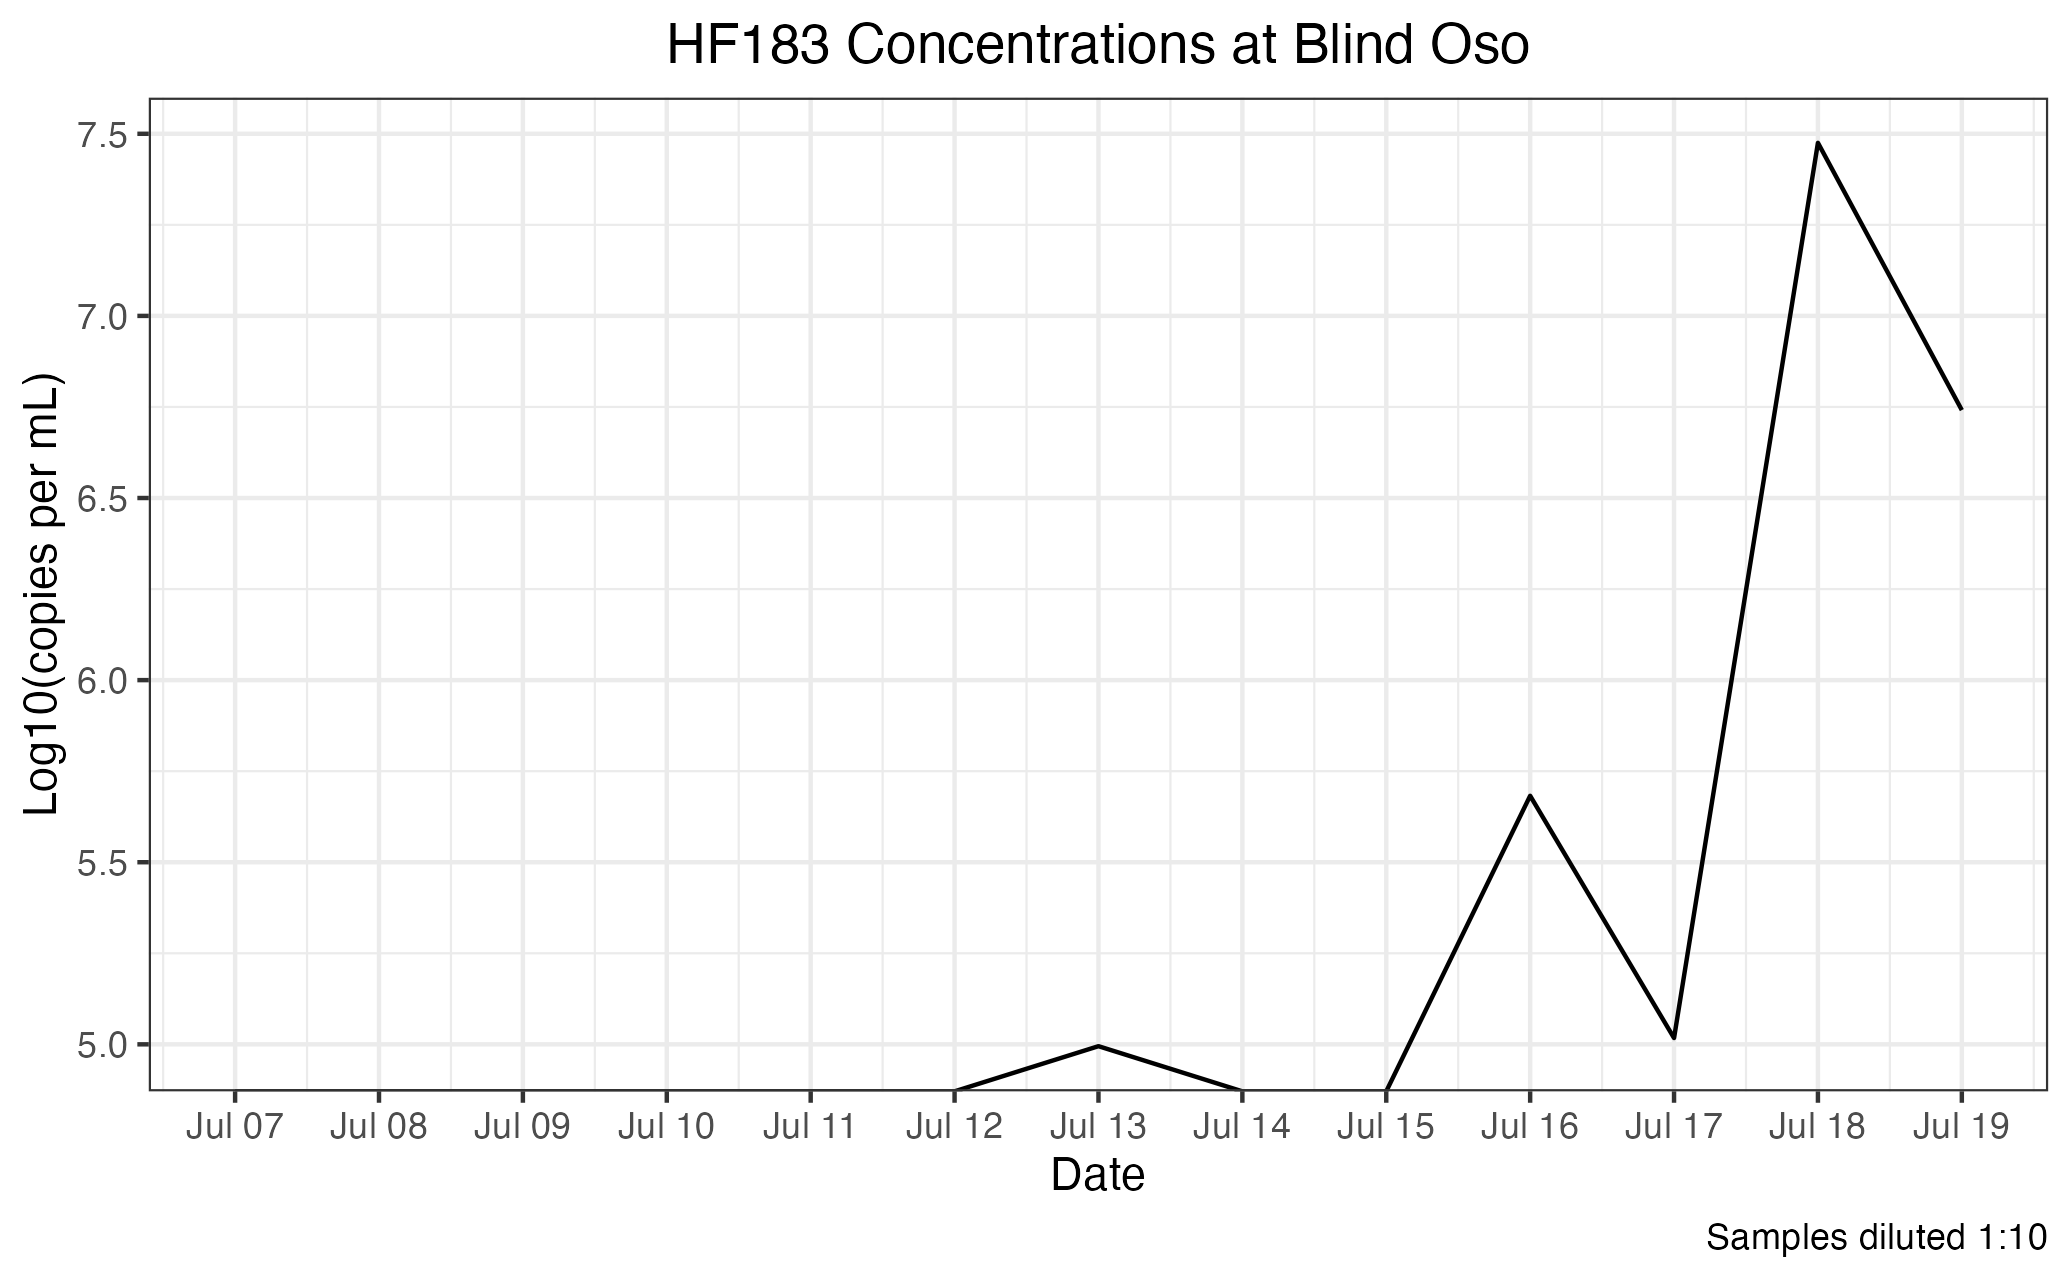 HF183 Concentrations at Blind Oso
Log10(copies per mL)
7.5
7.0
6.5
6.0
5.5
5.0
Jul 07 Jul 08 Jul 09 Jul 10 Jul 11 Jul 12 Jul 13 Jul 14 Jul 15 Jul 16 Jul 17 Jul 18 Jul 19
Date
Samples diluted 1:10